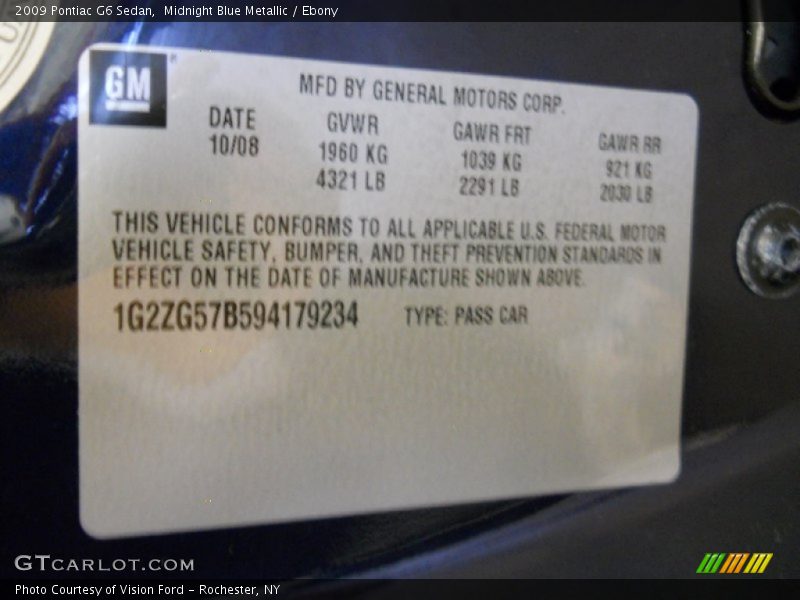 2009 Pontiac G6 Sedan, Midnight Blue Metallic / Ebony
GM
MFD BY GENERAL MOTORS CORP.
DATE GVWR GAWR FRT GAWR RR
10/08 1960 KG 1039 KG 921 KG
4321 LB 2291 LB 2030 LB
THIS VEHICLE CONFORMS TO ALL APPLICABLE U.S. FEDERAL MOTOR
VEHICLE SAFETY, BUMPER, AND THEFT PREVENTION STANDARDS IN
EFFECT ON THE DATE OF MANUFACTURE SHOWN ABOVE.
1G2ZG57B594179234 TYPE: PASS CAR
GTCARLOT.COM
Photo Courtesy of Vision Ford - Rochester, NY